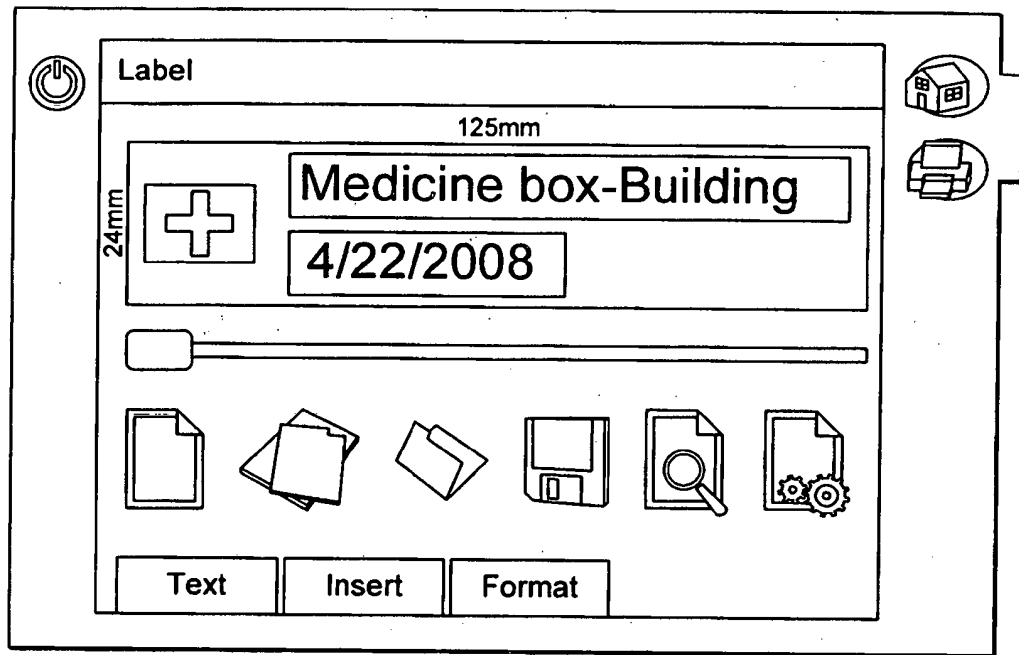 Label
125mm
24mm
Medicine box-Building
4/22/2008
Text
Insert
Format